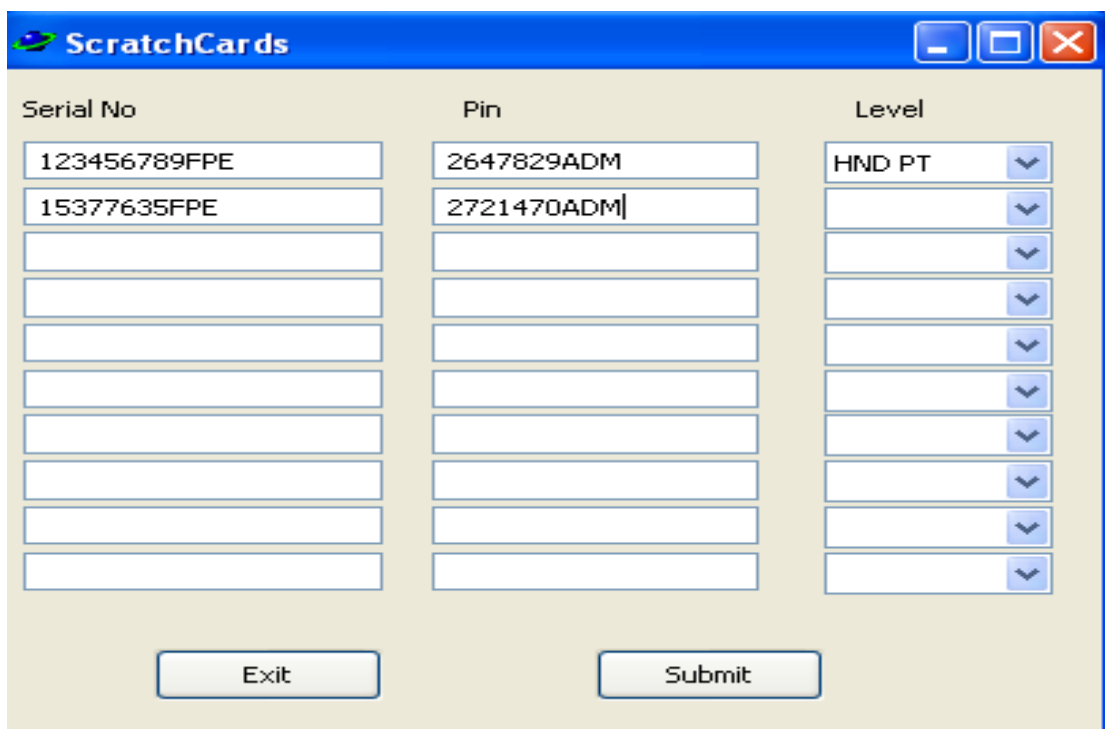 ScratchCards
Serial No Pin Level
123456789FPE 2647829ADM HND PT
15377635FPE 2721470ADM
Exit Submit